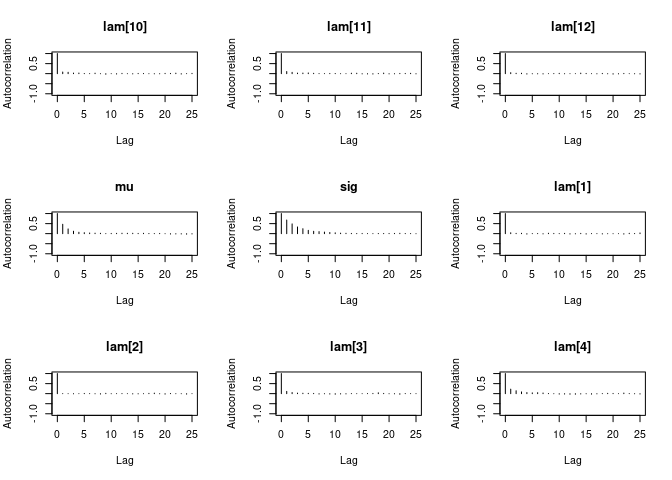 lam[10] lam[11] lam[12]
Autocorrelation Autocorrelation Autocorrelation
0.5 0.5 0.5
-1.0 -1.0 -1.0
0 5 10 15 20 25 0 5 10 15 20 25 0 5 10 15 20 25
Lag Lag Lag
mu sig lam[1]
Autocorrelation Autocorrelation Autocorrelation
0.5 0.5 0.5
-1.0 -1.0 -1.0
0 5 10 15 20 25 0 5 10 15 20 25 0 5 10 15 20 25
Lag Lag Lag
lam[2] lam[3] lam[4]
Autocorrelation Autocorrelation Autocorrelation
0.5 0.5 0.5
-1.0 -1.0 -1.0
0 5 10 15 20 25 0 5 10 15 20 25 0 5 10 15 20 25
Lag Lag Lag